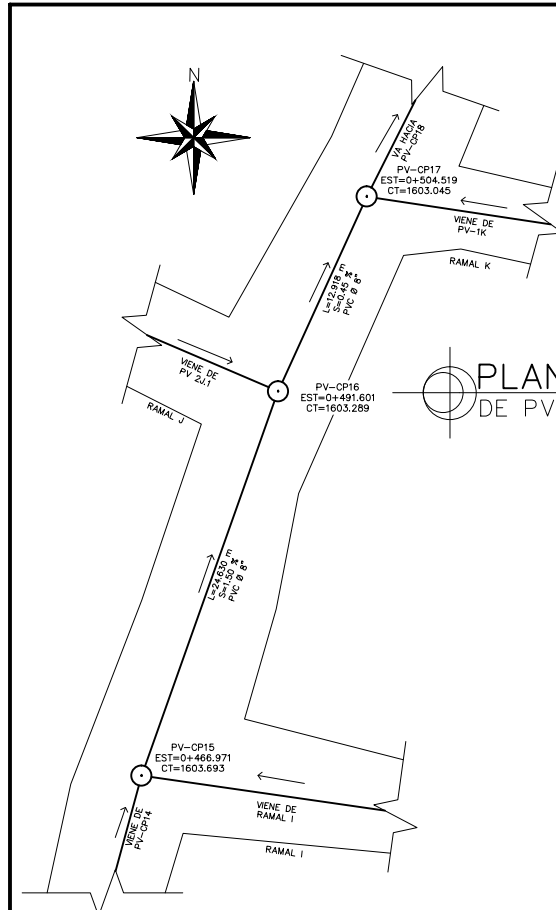 N
VA HACIA
PV-CP18
PV-CP17
EST=0+504.519
CT=1603.045
VIENE DE
PV-1K
RAMAL K
L=12.918 m
S=0.45 %
PVC Ø 8"
VIENE DE
PV 2J.1
RAMAL J
PV-CP16
EST=0+491.601
CT=1603.289
PLAN
DE PV
L=24.630 m
S=1.50 %
PVC Ø 8"
PV-CP15
EST=0+466.971
CT=1603.693
VIENE DE
PV-CP14
VIENE DE
RAMAL I
RAMAL I